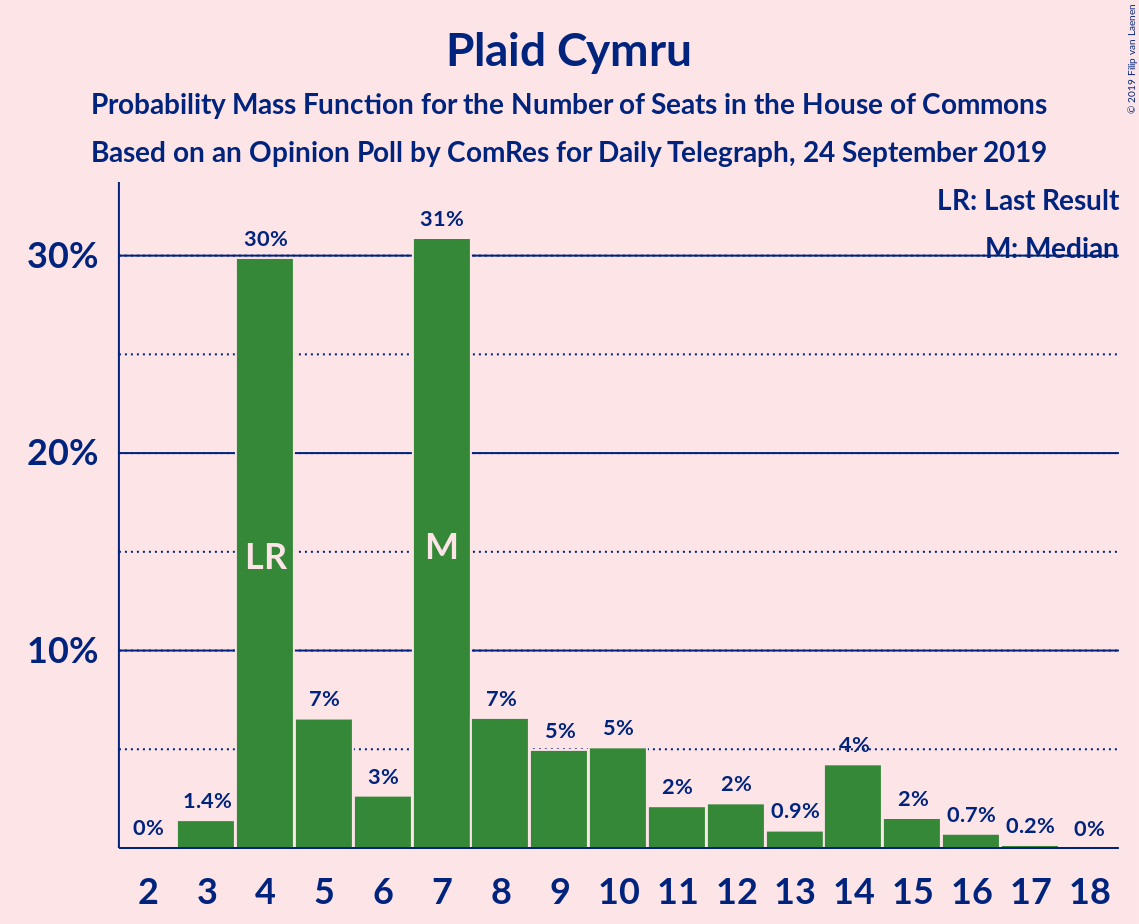 Plaid Cymru
Probability Mass Function for the Number of Seats in the House of Commons
Based on an Opinion Poll by ComRes for Daily Telegraph, 24 September 2019
© 2019 Filip van Laenen
LR: Last Result
M: Median
30%
20%
10%
0%
1.4%
30%
7%
3%
31%
7%
5%
5%
2%
2%
0.9%
4%
2%
0.7%
0.2%
0%
LR
M
2 3 4 5 6 7 8 9 10 11 12 13 14 15 16 17 18